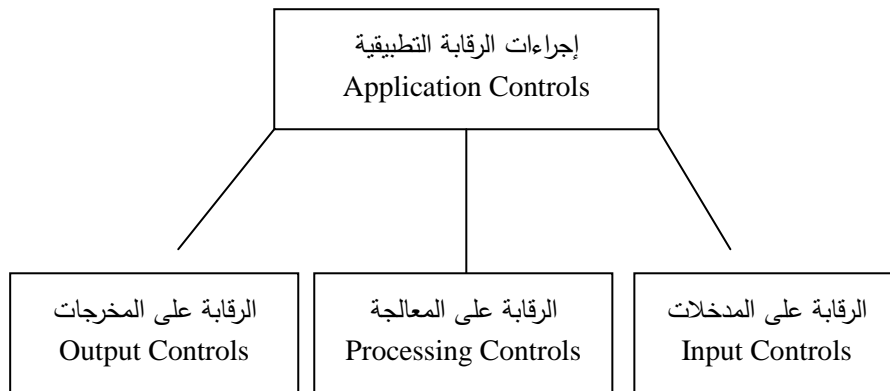 إجراءات الرقابة التطبيقية
Application Controls
الرقابة على المدخلات
Input Controls
الرقابة على المعالجة
Processing Controls
الرقابة على المخرجات
Output Controls